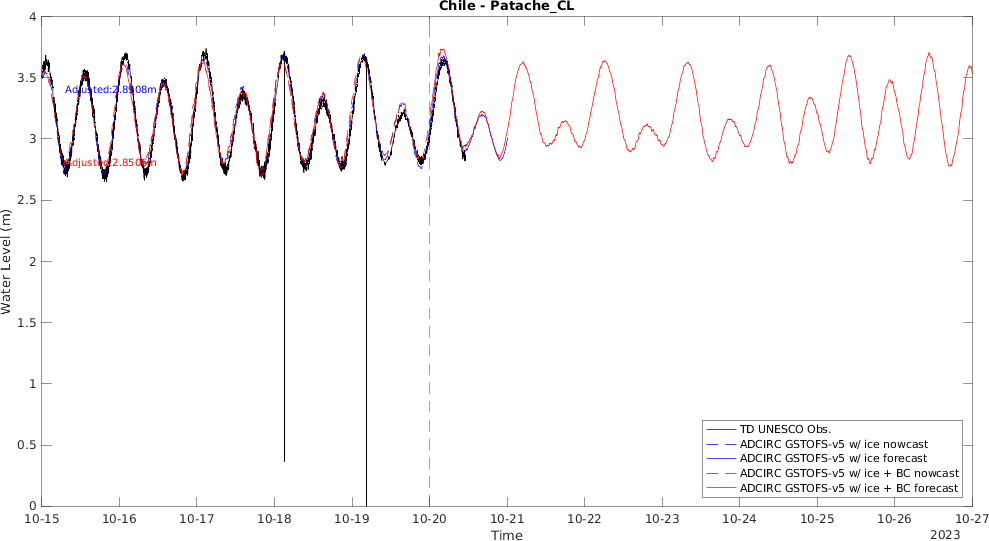 Chile - Patache_CL
4
3.5
3
2.5
2
1.5
1
0.5
0
Water Level (m)
Adjusted:2.8908m
Adjusted:2.8506m
TD UNESCO Obs.
ADCIRC GSTOFS-v5 w/ ice nowcast
ADCIRC GSTOFS-v5 w/ ice forecast
ADCIRC GSTOFS-v5 w/ ice + BC nowcast
ADCIRC GSTOFS-v5 w/ ice + BC forecast
10-15 10-16 10-17 10-18 10-19 10-20 10-21 10-22 10-23 10-24 10-25 10-26 10-27
Time
2023